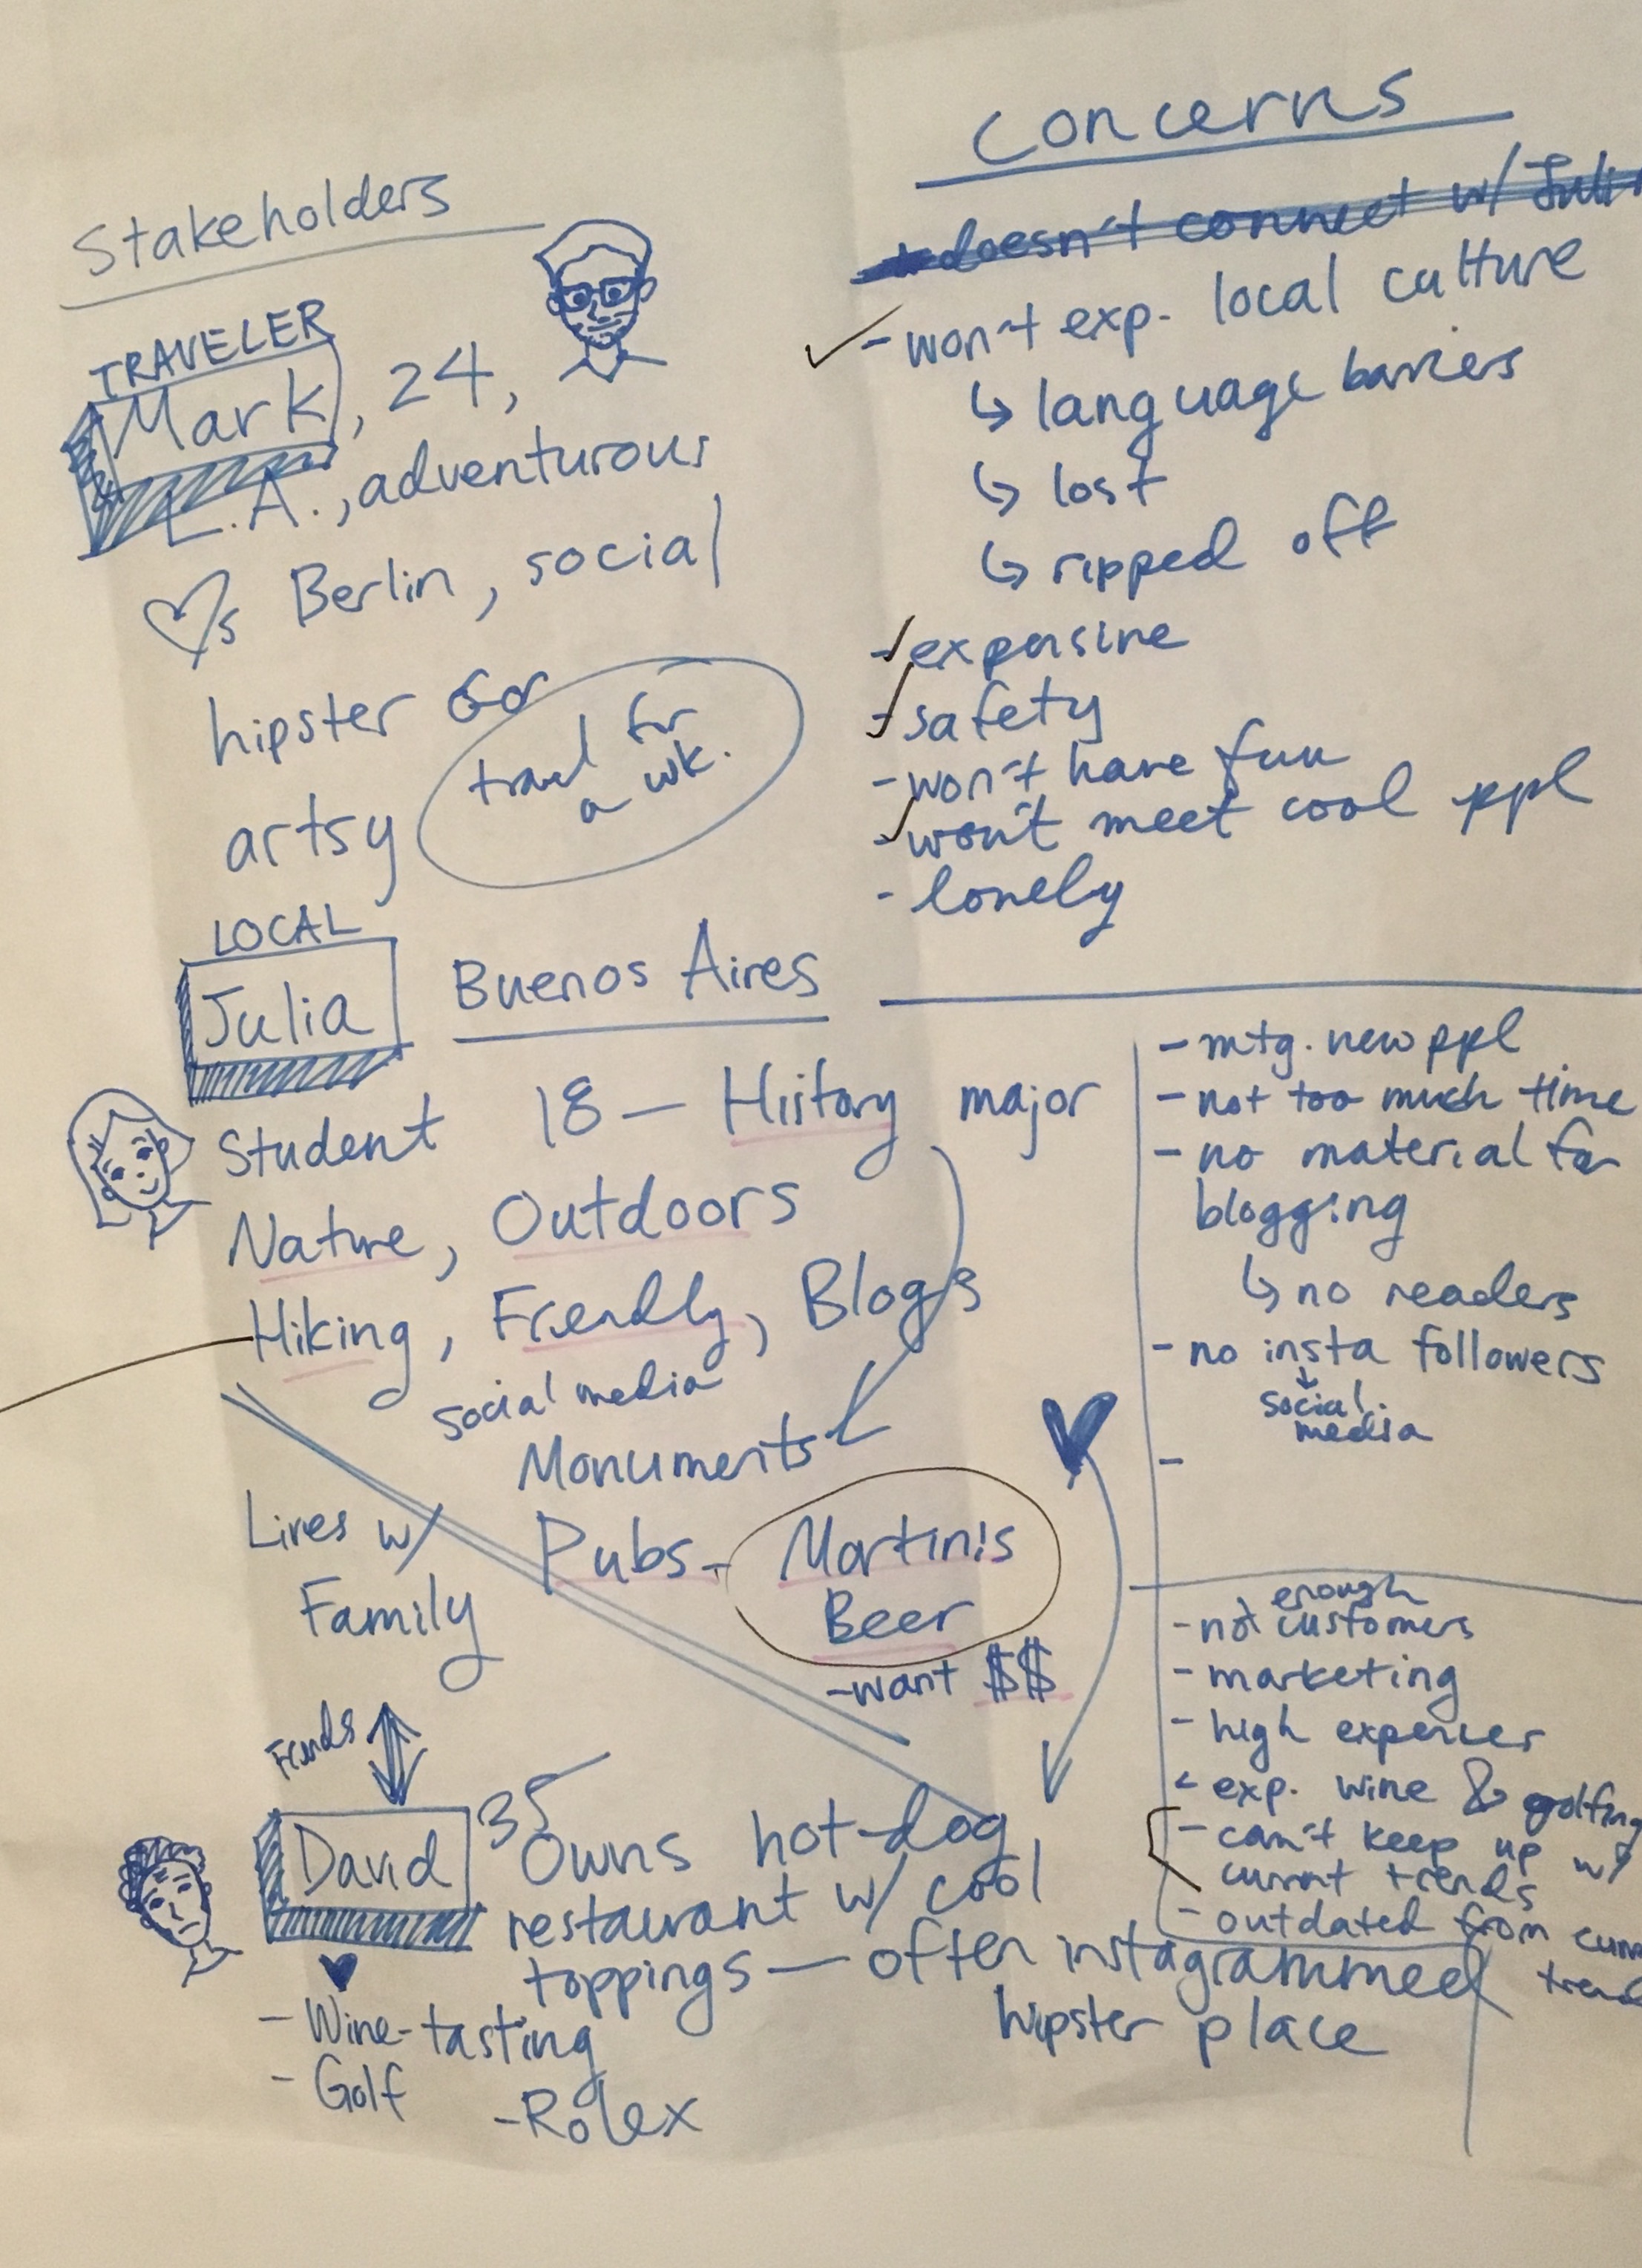 Stakeholders
TRAVELER
Mark, 24,
L.A., adventurous
♡s Berlin, social
hipster
artsy
travel for
a wk.
Concerns
doesn't connect w/
- won't exp. local culture
↳ language barriers
↳ lost
↳ ripped off
- expensive
- safety
- won't have fun
- won't meet cool ppl
- lonely
LOCAL
Julia Buenos Aires
Student 18 — History major
Nature, Outdoors
Hiking, Friendly, Blogs
social media
Monuments
Pubs - Martinis
Beer
- want $$
Lives w/
Family
- mtg. new ppl
- not too much time
- no material for
blogging
↳ no readers
- no insta followers
↓
social
media
-
Friends
David 35
Owns hot-dog
restaurant w/ cool
toppings — often instagrammed
hipster place
♥
- Wine-tasting
- Golf
- Rolex
enough
- not customers
- marketing
- high expenses
- exp. wine & golfing
- can't keep up w/
current trends
- outdated from